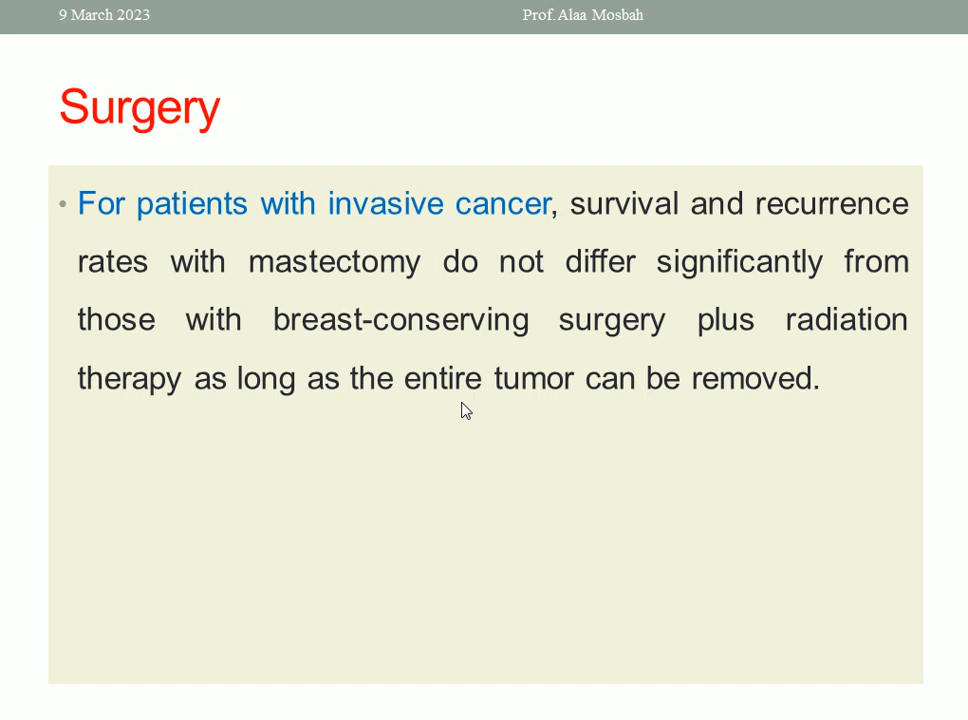 9 March 2023 Prof. Alaa Mosbah
Surgery
• For patients with invasive cancer, survival and recurrence
rates with mastectomy do not differ significantly from
those with breast-conserving surgery plus radiation
therapy as long as the entire tumor can be removed.